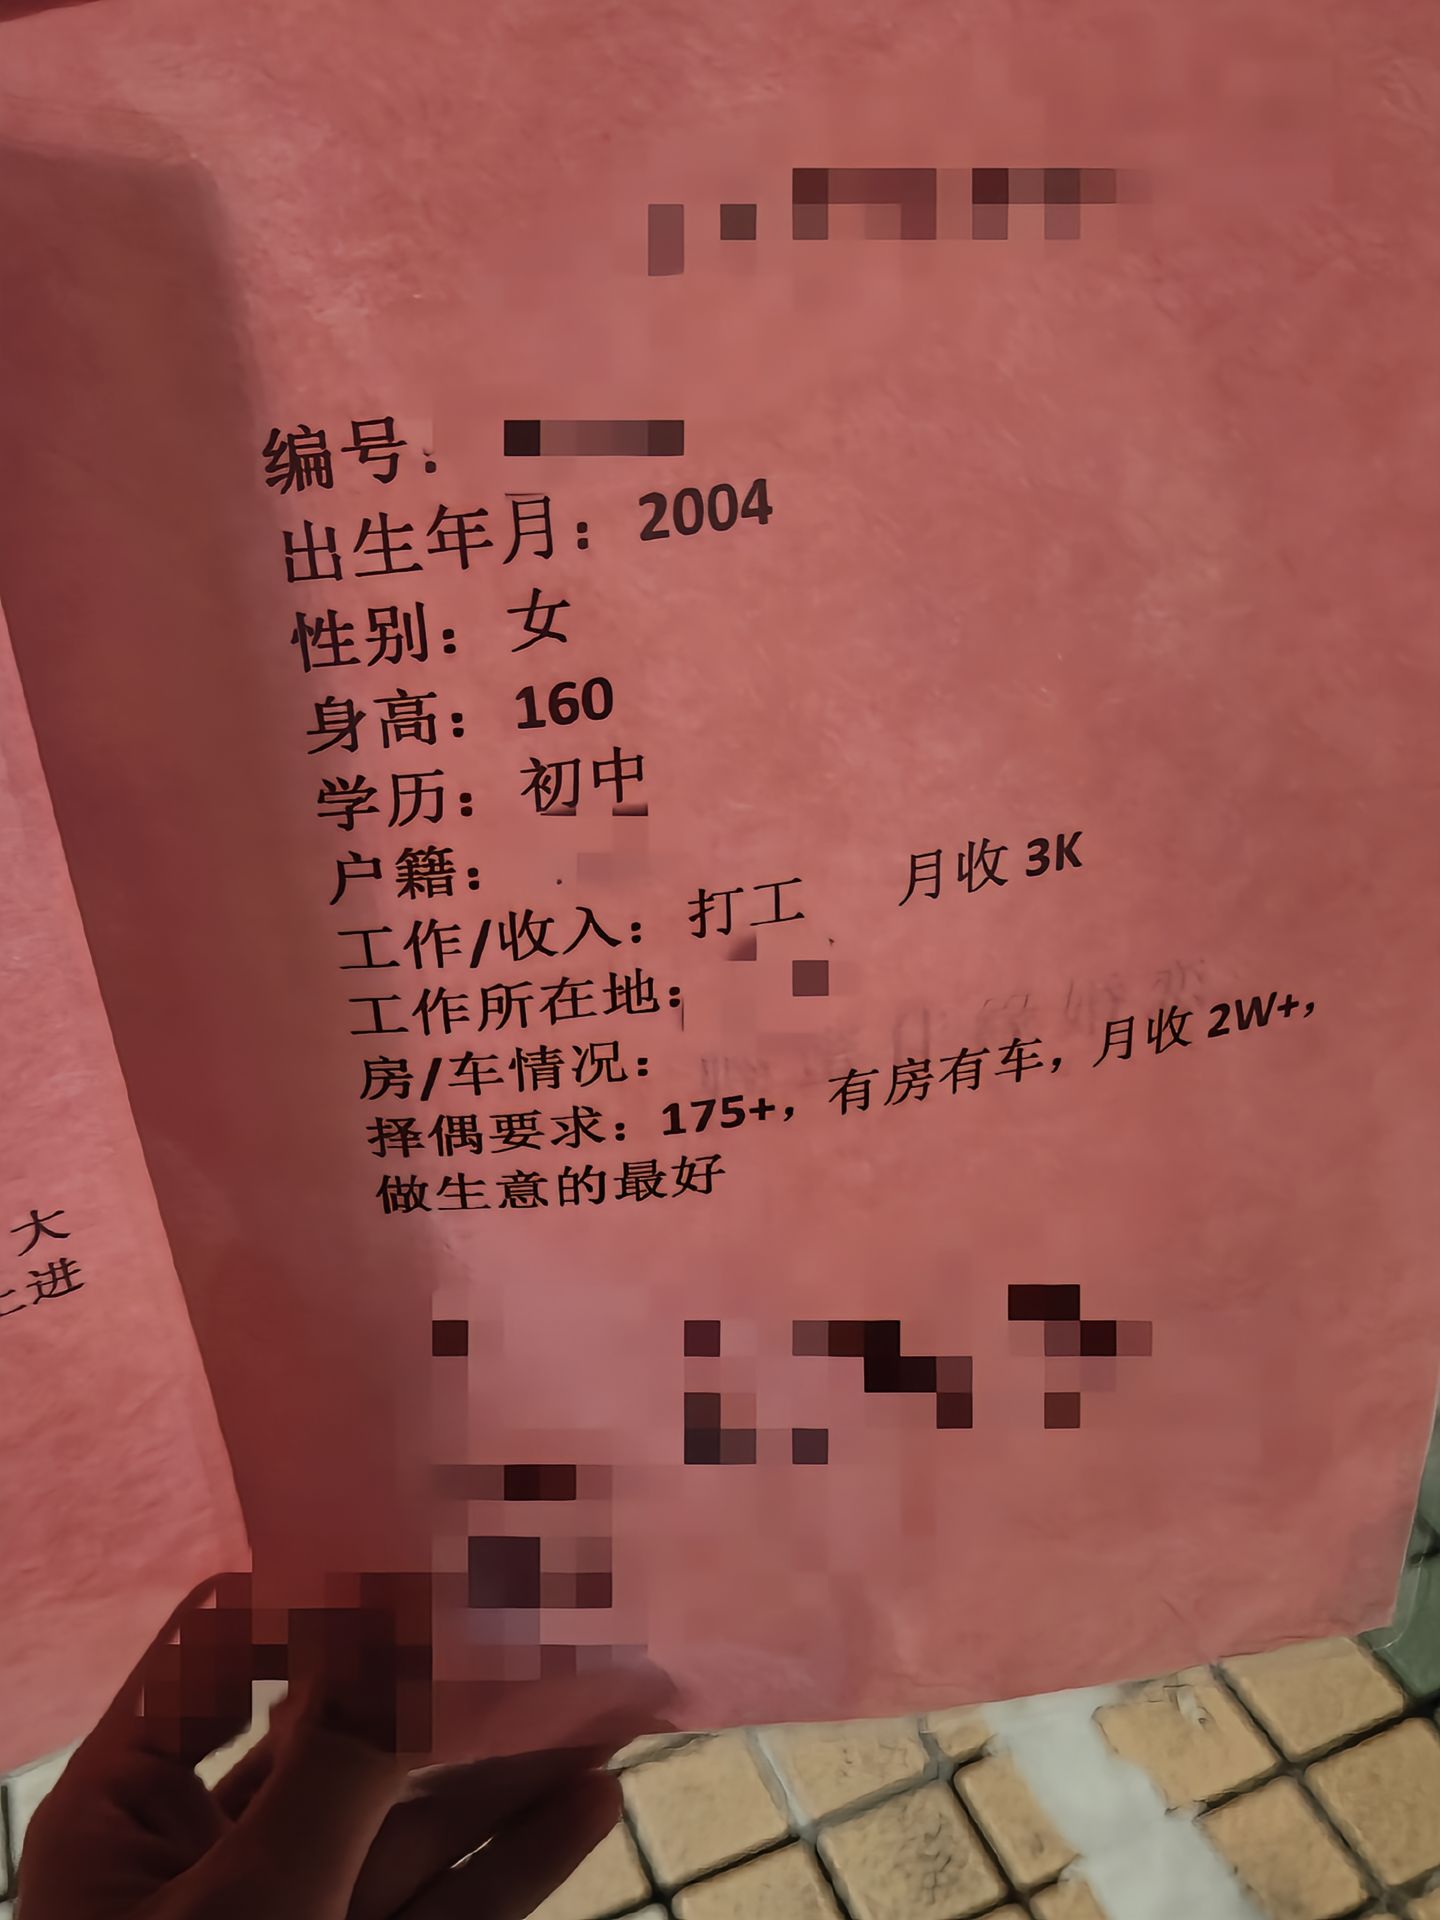 编号：
出生年月：2004
性别：女
身高：160
学历：初中
户籍：
工作/收入：打工 月收 3K
工作所在地：
房/车情况：
择偶要求：175+，有房有车，月收 2W+，
做生意的最好
大
进